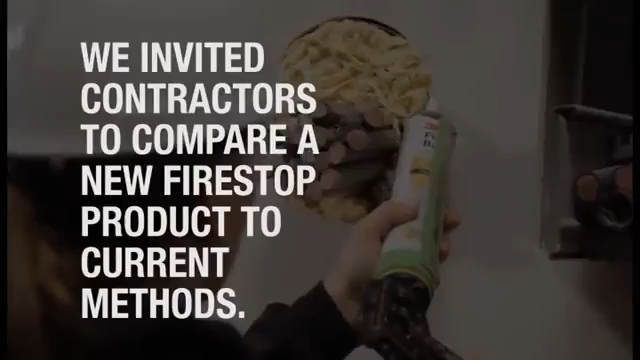 WE INVITED
CONTRACTORS
TO COMPARE A
NEW FIRESTOP
PRODUCT TO
CURRENT
METHODS.